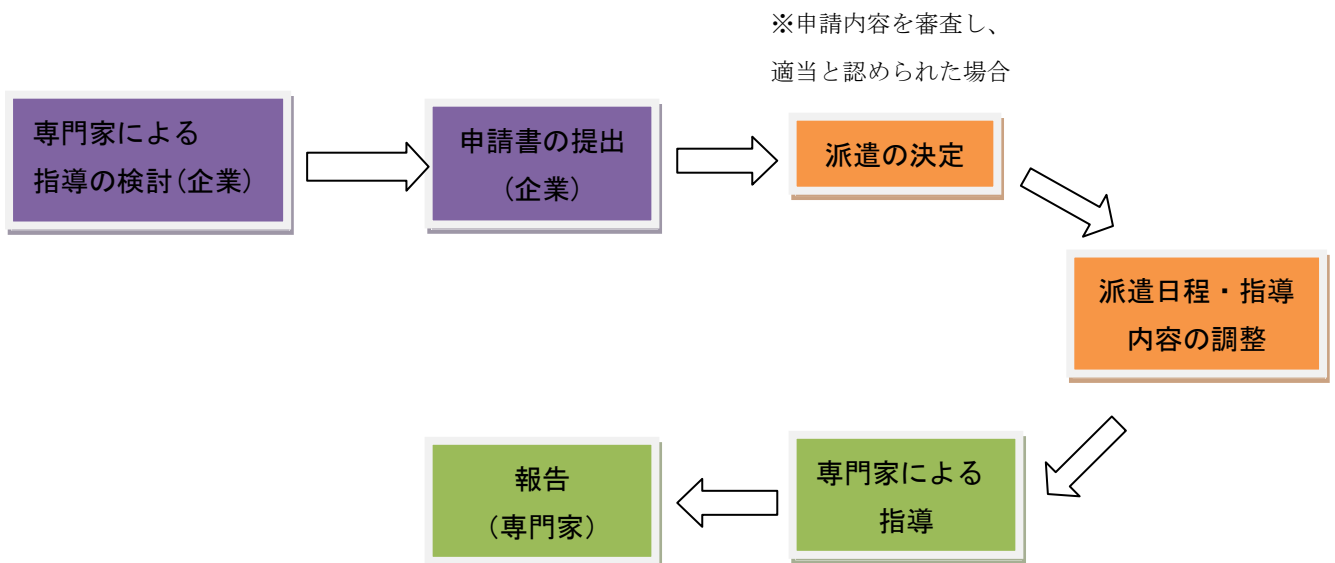 ※申請内容を審査し、
適当と認められた場合
専門家による
指導の検討(企業)
申請書の提出
(企業)
派遣の決定
派遣日程・指導
内容の調整
専門家による
指導
報告
(専門家)